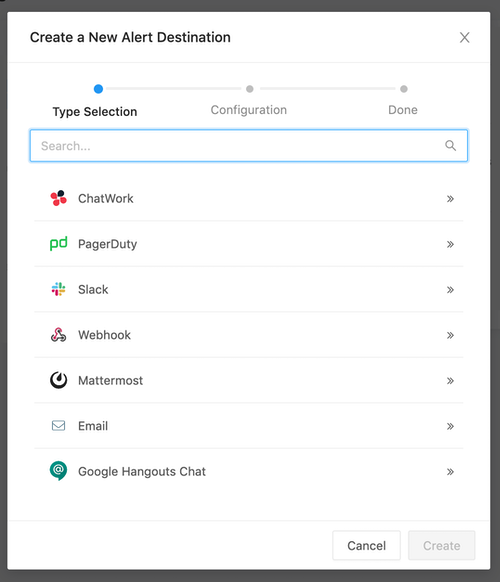 Create a New Alert Destination
Type Selection
Configuration
Done
Search...
ChatWork
pd PagerDuty
Slack
Webhook
Mattermost
Email
Google Hangouts Chat
Cancel
Create